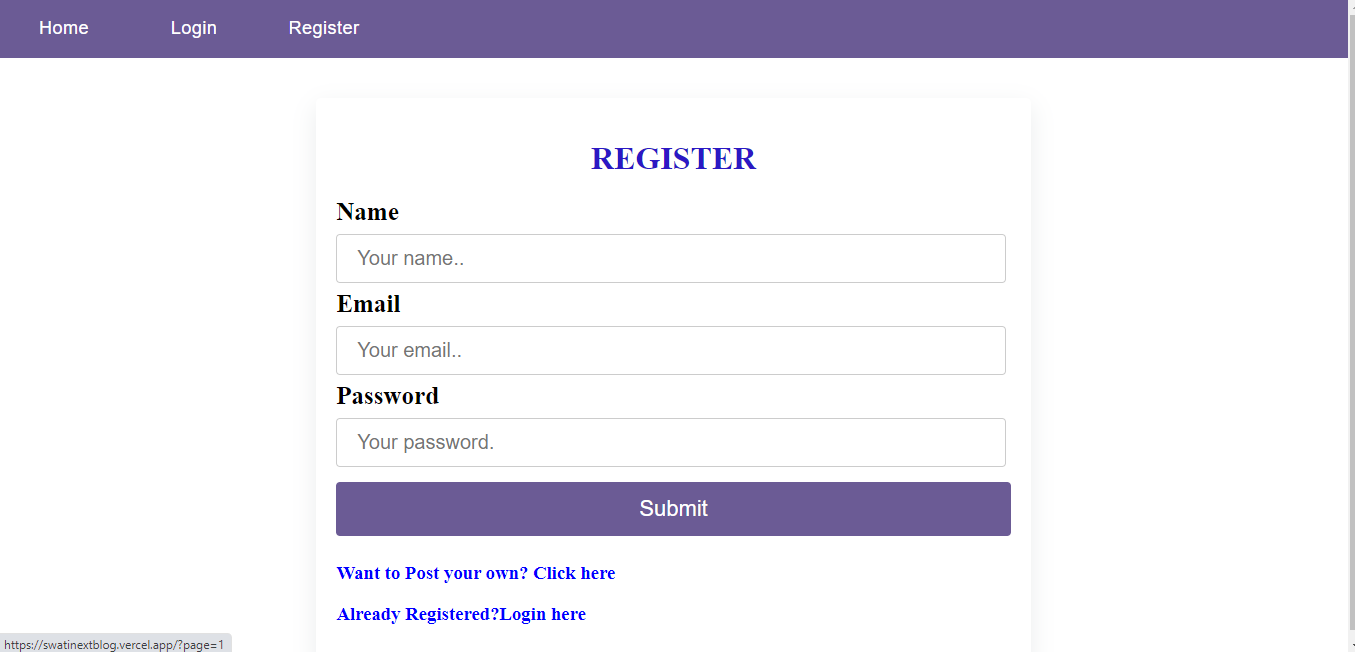 Home Login Register
REGISTER
Name
Your name..
Email
Your email..
Password
Your password.
Submit
Want to Post your own? Click here
Already Registered?Login here
https://swatinextblog.vercel.app/?page=1